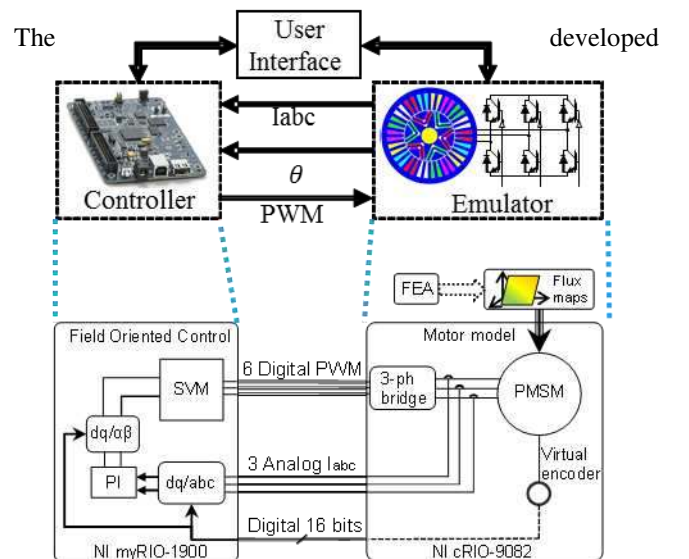 The developed
User
Interface
Iabc
θ
PWM
Controller
Emulator
FEA
Flux
maps
Field Oriented Control
Motor model
SVM
6 Digital PWM
3-ph
bridge
PMSM
dq/αβ
PI
dq/abc
3 Analog Iabc
Virtual
encoder
Digital 16 bits
NI myRIO-1900
NI cRIO-9082